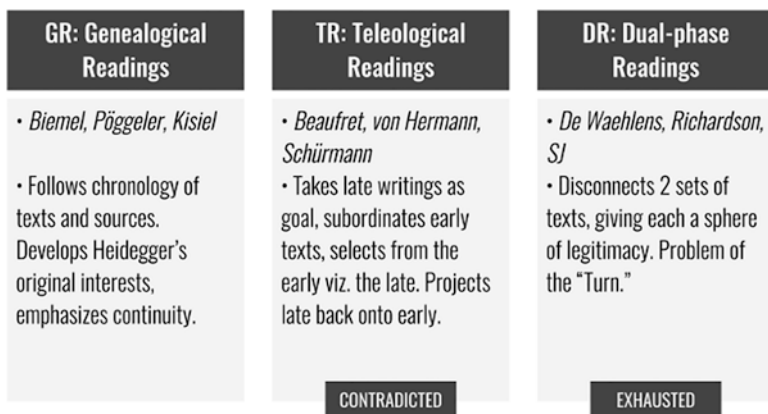 GR: Genealogical
Readings
• Biemel, Pöggeler, Kisiel
• Follows chronology of
texts and sources.
Develops Heidegger’s
original interests,
emphasizes continuity.
TR: Teleological
Readings
• Beaufret, von Hermann,
Schürmann
• Takes late writings as
goal, subordinates early
texts, selects from the
early viz. the late. Projects
late back onto early.
CONTRADICTED
DR: Dual-phase
Readings
• De Waehlens, Richardson,
SJ
• Disconnects 2 sets of
texts, giving each a sphere
of legitimacy. Problem of
the “Turn.”
EXHAUSTED